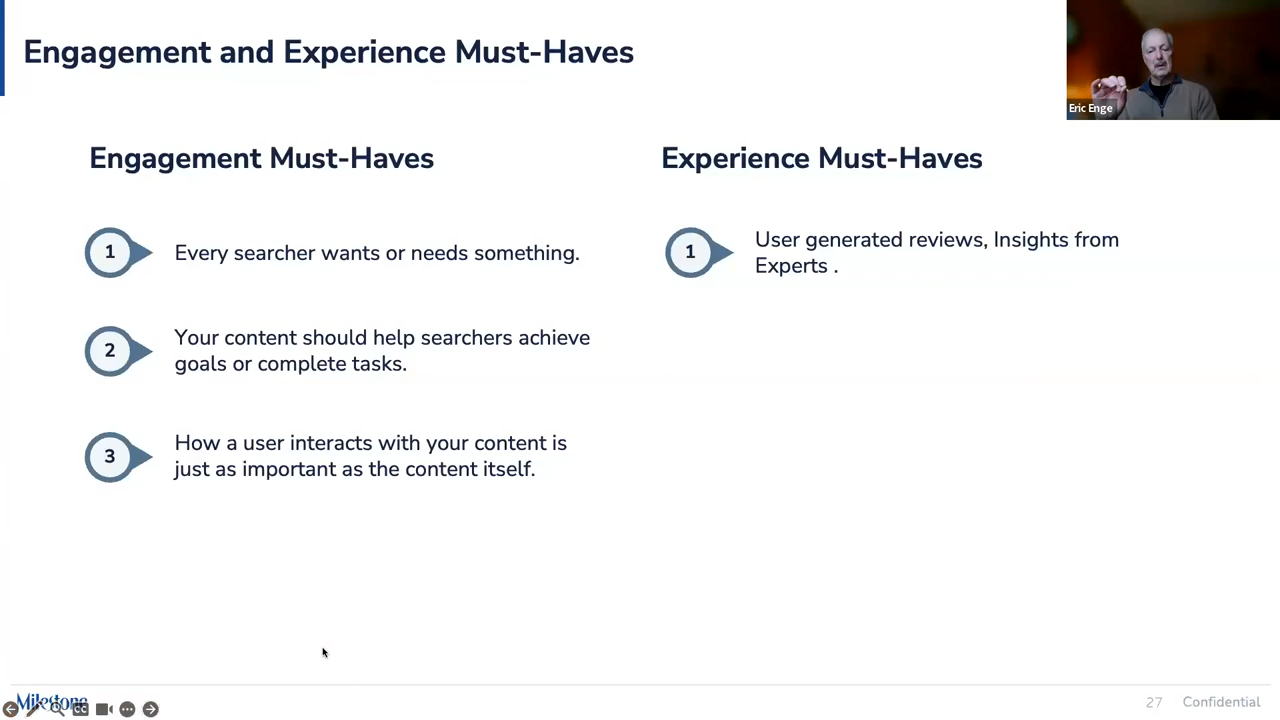 Engagement and Experience Must-Haves
Eric Enge
Engagement Must-Haves
1
Every searcher wants or needs something.
2
Your content should help searchers achieve
goals or complete tasks.
3
How a user interacts with your content is
just as important as the content itself.
Experience Must-Haves
1
User generated reviews, Insights from
Experts .
Milestone
CC
27
Confidential